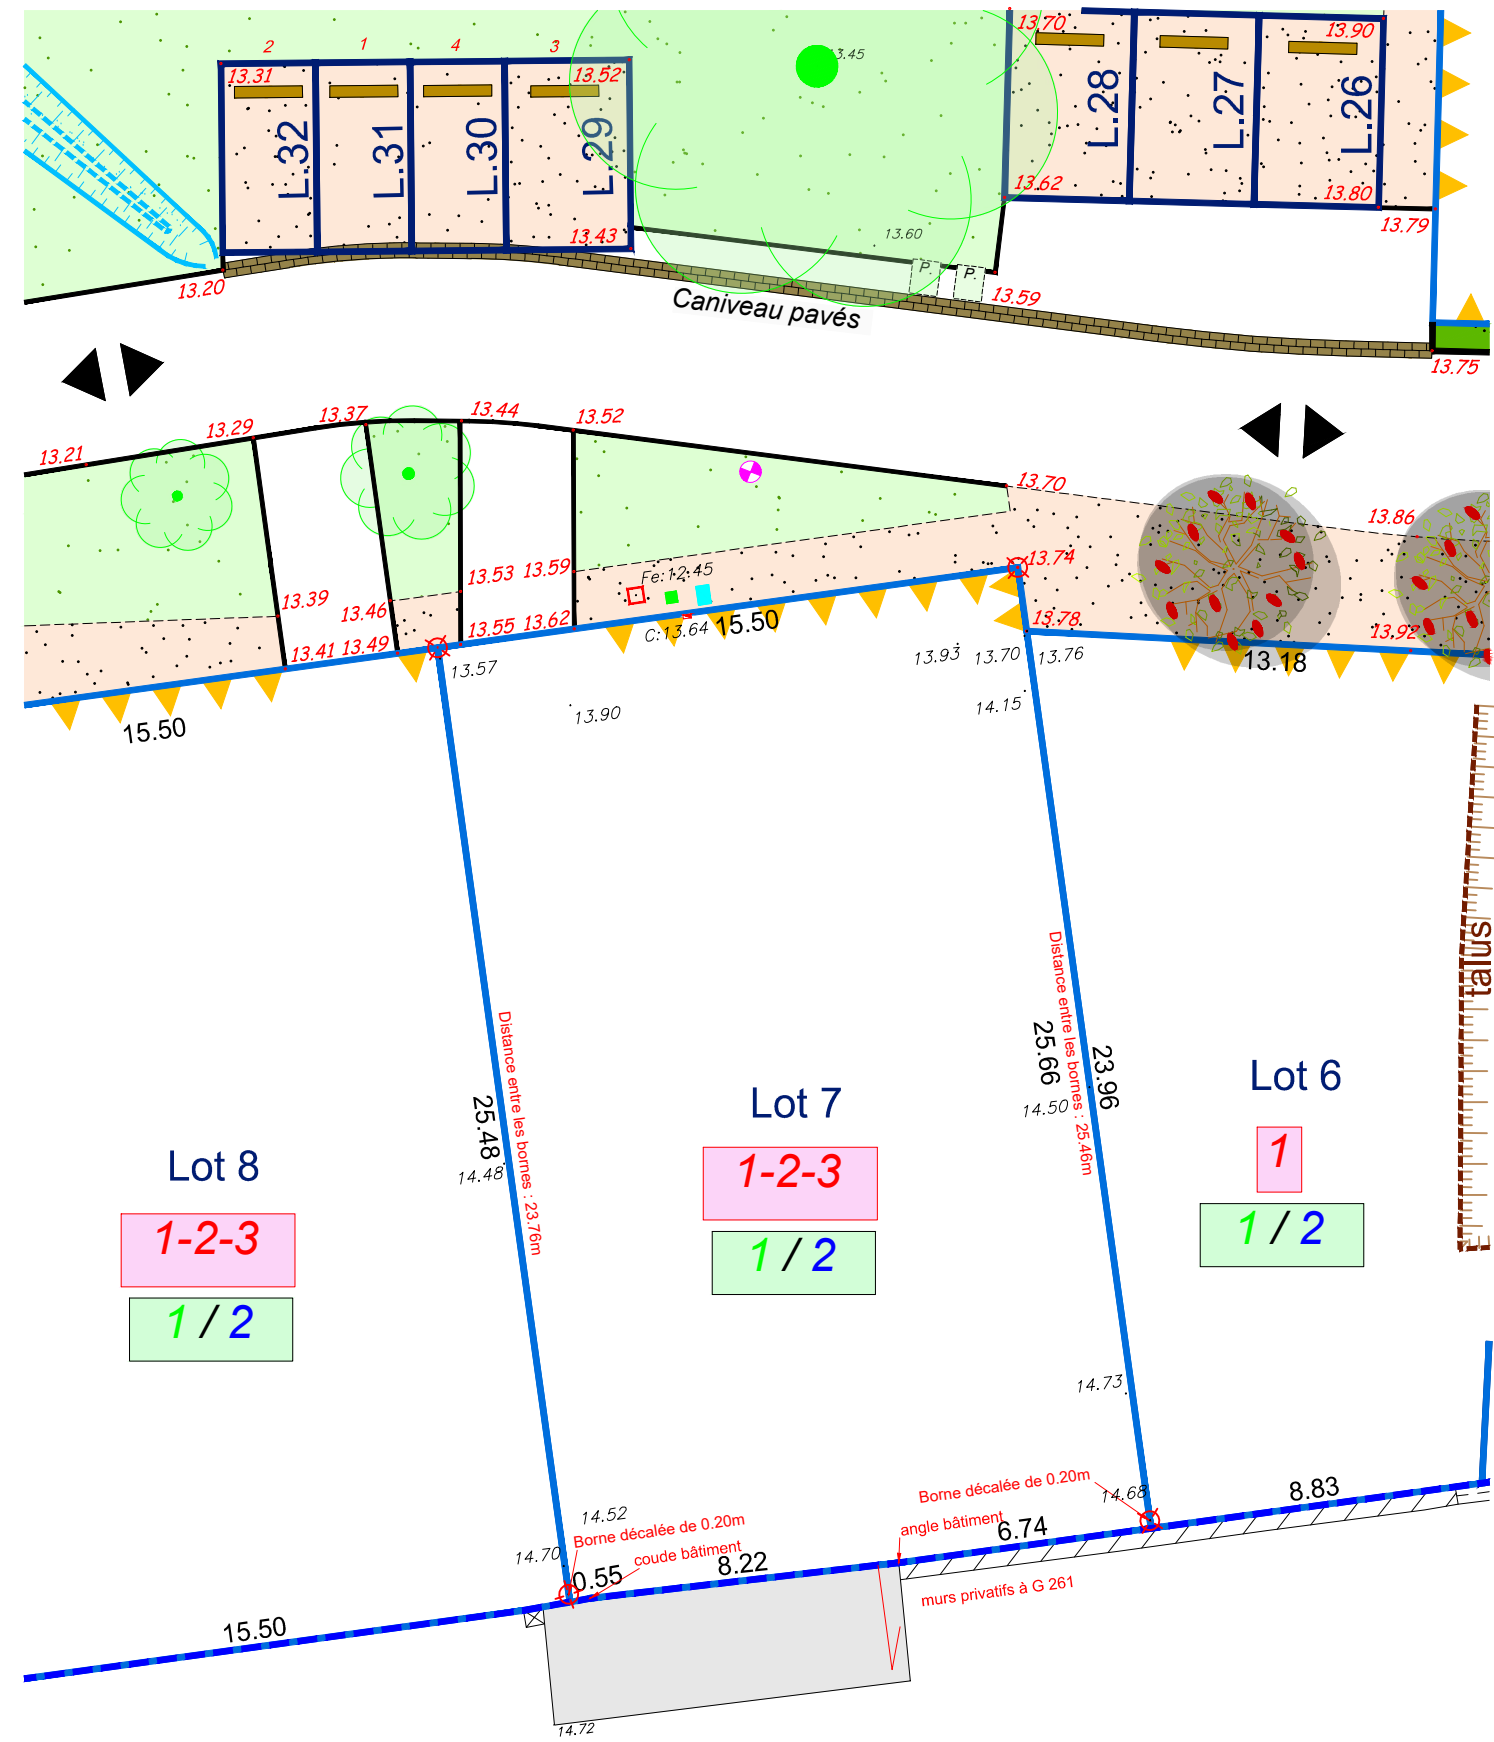 2 1 4 3
13.31
13.52
L.32
L.31
L.30
L.29
13.43
13.20
13.45
13.70
13.90
L.28
L.27
L.26
13.62
13.80
13.79
13.60
P.
P.
13.59
Caniveau pavés
13.75
13.21
13.29
13.37
13.44
13.52
13.70
13.86
13.39
13.46
13.53 13.59
Fe:12.45
13.74
13.41 13.49
13.55 13.62
C:13.64
15.50
13.78
13.92
13.57
13.93
13.70
13.76
13.18
15.50
13.90
14.15
talus
Distance entre les bornes : 23.76m
25.48
14.48
Distance entre les bornes : 25.46m
25.66
23.96
14.50
Lot 8
1-2-3
1 / 2
Lot 7
1-2-3
1 / 2
Lot 6
1
1 / 2
14.73
14.68
Borne décalée de 0.20m
angle bâtiment
6.74
8.83
14.52
Borne décalée de 0.20m
14.70
coude bâtiment
0.55
8.22
murs privatifs à G 261
15.50
14.72